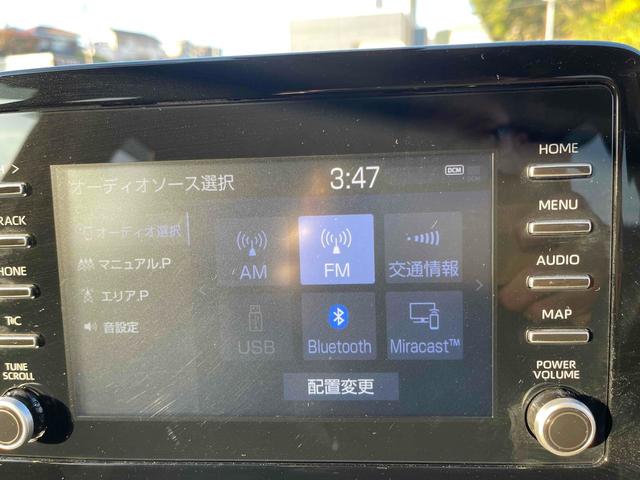 オーディオソース選択
3:47
DCM
オーディオ選択
マニュアル.P
エリア.P
音設定
AM
FM
交通情報
USB
Bluetooth
Miracast™
配置変更
>
RACK
HONE
T/C
TUNE
SCROLL
HOME
MENU
AUDIO
MAP
POWER
VOLUME